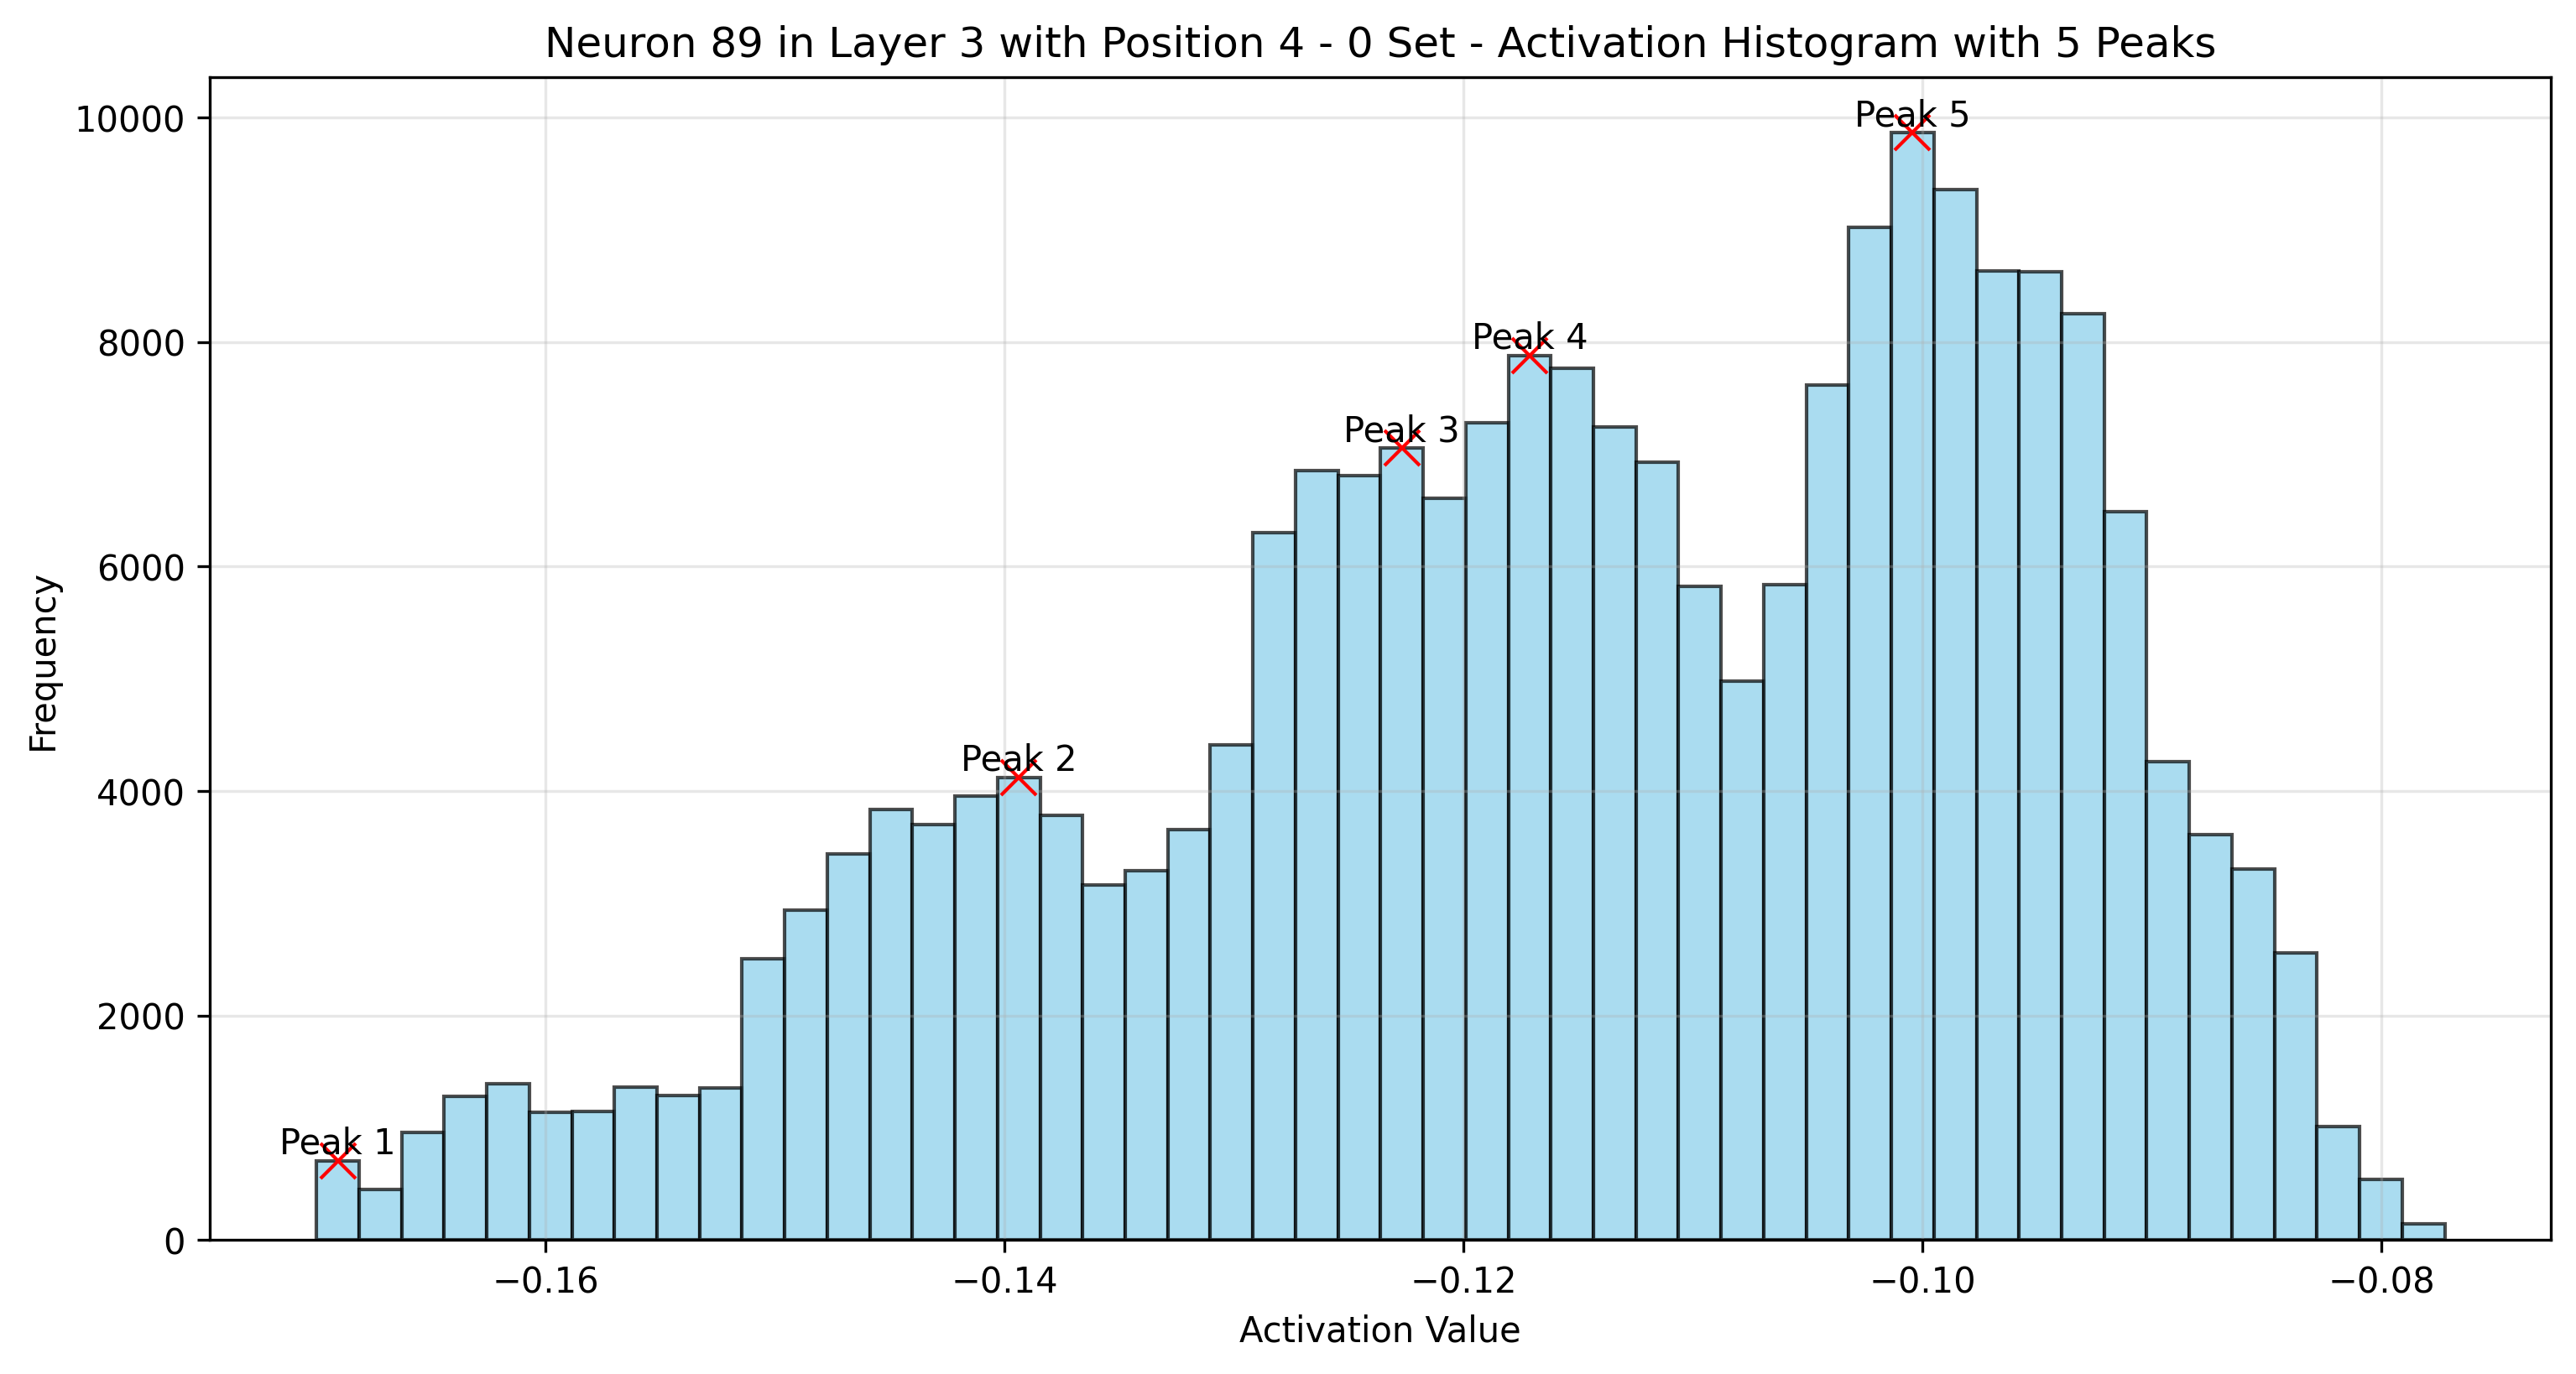 Neuron 89 in Layer 3 with Position 4 - 0 Set - Activation Histogram with 5 Peaks
10000
8000
6000
4000
2000
0
Frequency
Peak 1
Peak 2
Peak 3
Peak 4
Peak 5
−0.16
−0.14
−0.12
−0.10
−0.08
Activation Value